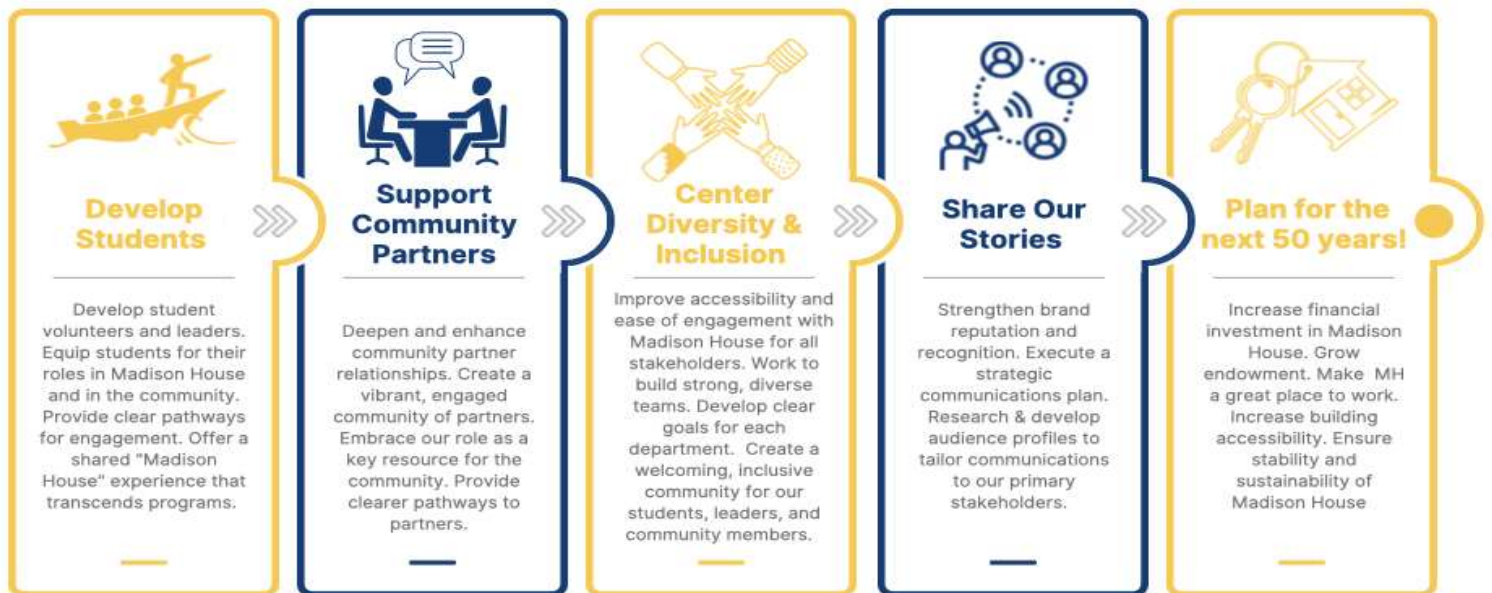 Develop
Students
Develop student
volunteers and leaders.
Equip students for their
roles in Madison House
and in the community.
Provide clear pathways
for engagement. Offer a
shared "Madison
House" experience that
transcends programs.
Support
Community
Partners
Deepen and enhance
community partner
relationships. Create a
vibrant, engaged
community of partners.
Embrace our role as a
key resource for the
community. Provide
clearer pathways to
partners.
Center
Diversity &
Inclusion
Improve accessibility and
ease of engagement with
Madison House for all
stakeholders. Work to
build strong, diverse
teams. Develop clear
goals for each
department. Create a
welcoming, inclusive
community for our
students, leaders, and
community members.
Share Our
Stories
Strengthen brand
reputation and
recognition. Execute a
strategic
communications plan.
Research & develop
audience profiles to
tailor communications
to our primary
stakeholders.
Plan for the
next 50 years!
Increase financial
investment in Madison
House. Grow
endowment. Make MH
a great place to work.
Increase building
accessibility. Ensure
stability and
sustainability of
Madison House